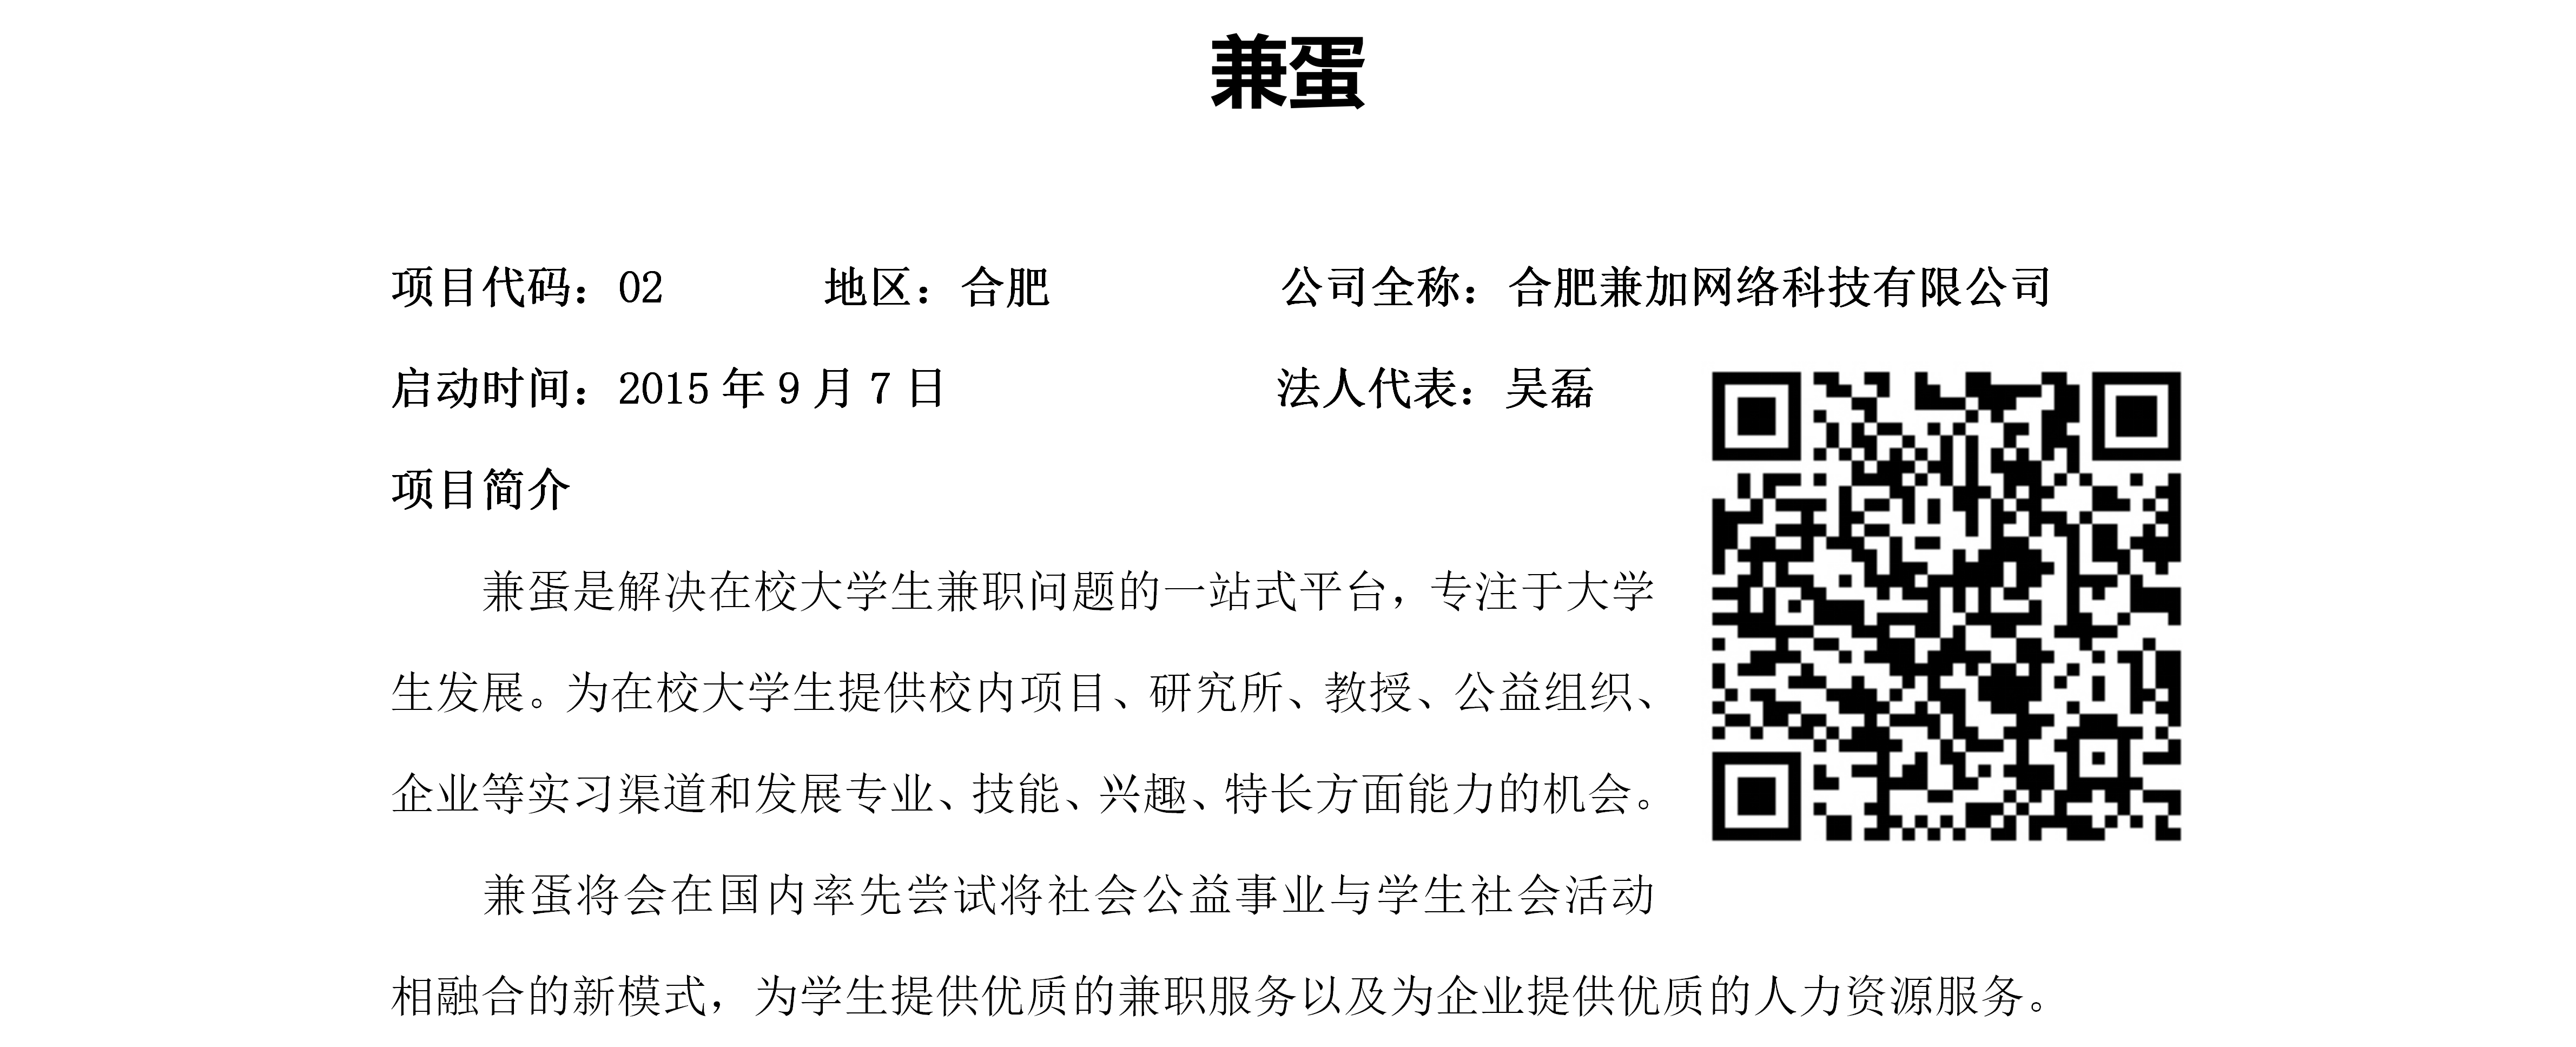 兼蛋
项目代码：02 地区：合肥 公司全称：合肥兼加网络科技有限公司
启动时间：2015 年 9 月 7 日 法人代表：吴磊
项目简介
兼蛋是解决在校大学生兼职问题的一站式平台，专注于大学
生发展。为在校大学生提供校内项目、研究所、教授、公益组织、
企业等实习渠道和发展专业、技能、兴趣、特长方面能力的机会。
兼蛋将会在国内率先尝试将社会公益事业与学生社会活动
相融合的新模式，为学生提供优质的兼职服务以及为企业提供优质的人力资源服务。